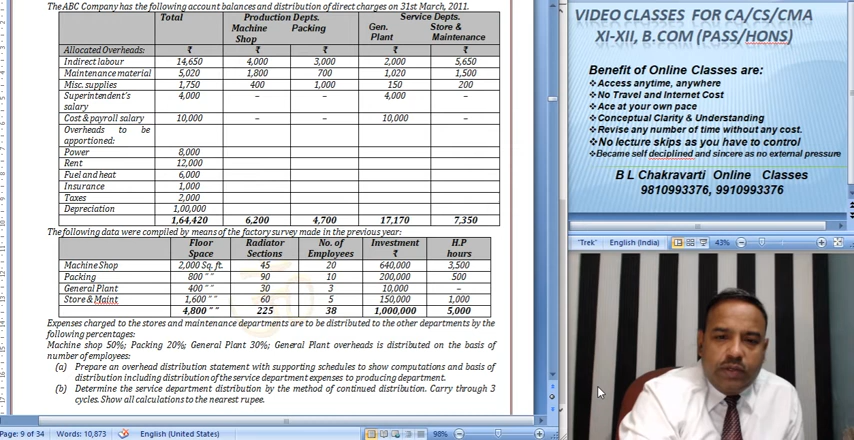 The ABC Company has the following account balances and distribution of direct charges on 31st March, 2011.
Total Production Depts. Service Depts.
Machine Shop Packing Gen. Plant Store & Maintenance
Allocated Overheads: ₹ ₹ ₹ ₹ ₹
Indirect labour 14,650 4,000 3,000 2,000 5,650
Maintenance material 5,020 1,800 700 1,020 1,500
Misc. supplies 1,750 400 1,000 150 200
Superintendent's salary 4,000 – – 4,000 –
Cost & payroll salary 10,000 – – 10,000 –
Overheads to be apportioned:
Power 8,000
Rent 12,000
Fuel and heat 6,000
Insurance 1,000
Taxes 2,000
Depreciation 1,00,000
1,64,420 6,200 4,700 17,170 7,350
The following data were compiled by means of the factory survey made in the previous year:
Floor Space Radiator Sections No. of Employees Investment ₹ H.P hours
Machine Shop 2,000 Sq. ft. 45 20 640,000 3,500
Packing 800 " " 90 10 200,000 500
General Plant 400 " " 30 3 10,000 –
Store & Maint 1,600 " " 60 5 150,000 1,000
4,800 " " 225 38 1,000,000 5,000
Expenses charged to the stores and maintenance departments are to be distributed to the other departments by the
following percentages:
Machine shop 50%; Packing 20%; General Plant 30%; General Plant overheads is distributed on the basis of
number of employees:
(a) Prepare an overhead distribution statement with supporting schedules to show computations and basis of
distribution including distribution of the service department expenses to producing department.
(b) Determine the service department distribution by the method of continued distribution. Carry through 3
cycles. Show all calculations to the nearest rupee.
Page: 9 of 34 Words: 10,873 English (United States) 98%
VIDEO CLASSES FOR CA/CS/CMA
XI-XII, B.COM (PASS/HONS)
Benefit of Online Classes are:
❖Access anytime, anywhere
❖No Travel and Internet Cost
❖Ace at your own pace
❖Conceptual Clarity & Understanding
❖Revise any number of time without any cost.
❖No lecture skips as you have to control
❖Became self deciplined and sincere as no external pressure
B L Chakravarti Online Classes
9810993376, 9910993376
"Trek" English (India) 43%